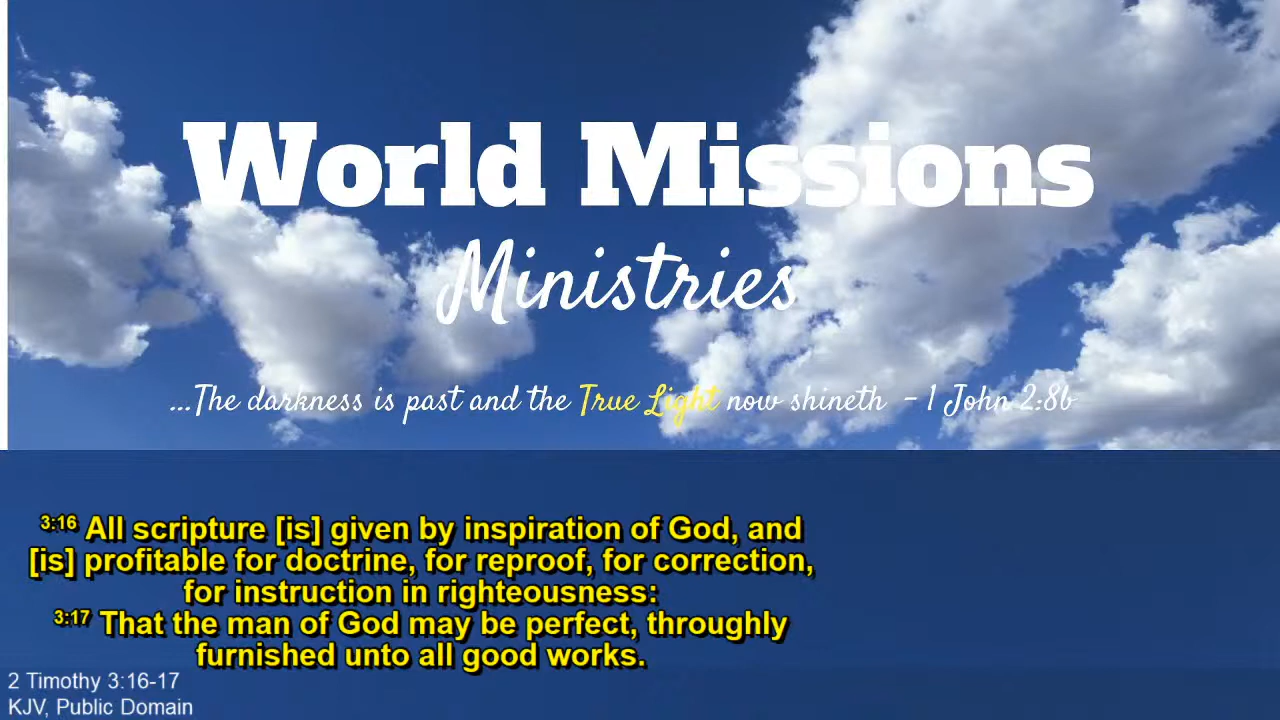 World Missions
Ministries
...The darkness is past and the True Light now shineth - 1 John 2:8b
3:16 All scripture [is] given by inspiration of God, and
[is] profitable for doctrine, for reproof, for correction,
for instruction in righteousness:
3:17 That the man of God may be perfect, throughly
furnished unto all good works.
2 Timothy 3:16-17
KJV, Public Domain